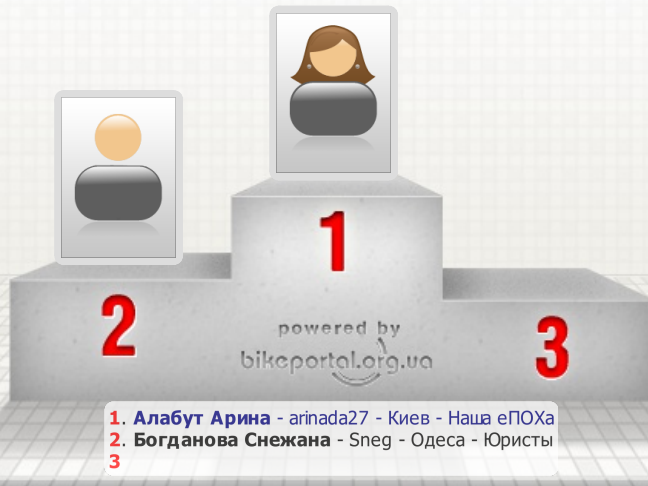 1
2
3
powered by
bikeportal.org.ua
1. Алабут Арина - arinada27 - Киев - Наша еПОХа
2. Богданова Снежана - Sneg - Одеса - Юристы
3